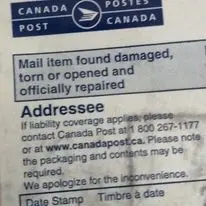 CANADA
POST
POSTES
CANADA
Mail item found damaged,
torn or opened and
officially repaired
Addressee
If liability coverage applies, please
contact Canada Post at 1 800 267-1177
or at www.canadapost.ca. Please note
the packaging and contents may be
required.
We apologize for the inconvenience.
Date Stamp Timbre à date